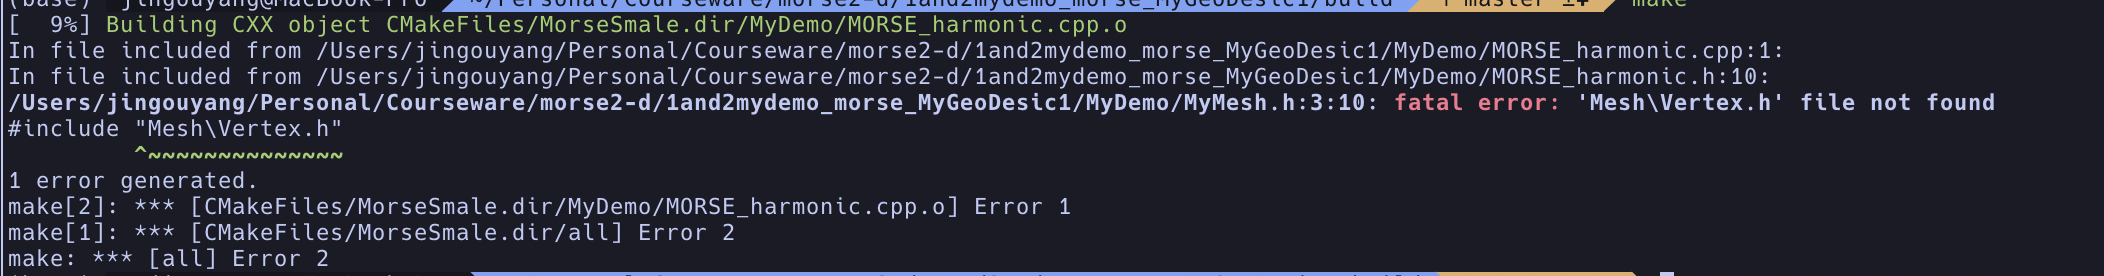 (base) jingouyang@MacBook-Pro ~/Personal/Courseware/morse2-d/1and2mydemo_morse_MyGeoDesic1/build master make
[  9%] Building CXX object CMakeFiles/MorseSmale.dir/MyDemo/MORSE_harmonic.cpp.o
In file included from /Users/jingouyang/Personal/Courseware/morse2-d/1and2mydemo_morse_MyGeoDesic1/MyDemo/MORSE_harmonic.cpp:1:
In file included from /Users/jingouyang/Personal/Courseware/morse2-d/1and2mydemo_morse_MyGeoDesic1/MyDemo/MORSE_harmonic.h:10:
/Users/jingouyang/Personal/Courseware/morse2-d/1and2mydemo_morse_MyGeoDesic1/MyDemo/MyMesh.h:3:10: fatal error: 'Mesh\Vertex.h' file not found
#include "Mesh\Vertex.h"
         ^~~~~~~~~~~~~~~
1 error generated.
make[2]: *** [CMakeFiles/MorseSmale.dir/MyDemo/MORSE_harmonic.cpp.o] Error 1
make[1]: *** [CMakeFiles/MorseSmale.dir/all] Error 2
make: *** [all] Error 2